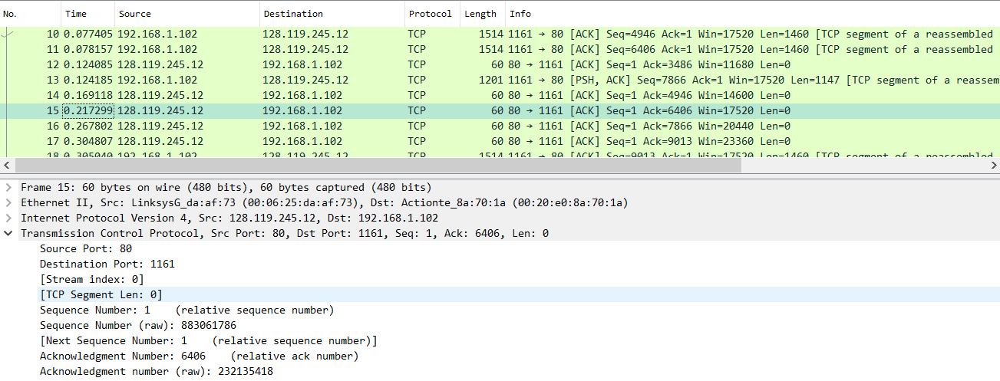 No. Time Source Destination Protocol Length Info
10 0.077405 192.168.1.102 128.119.245.12 TCP 1514 1161 → 80 [ACK] Seq=4946 Ack=1 Win=17520 Len=1460 [TCP segment of a reassembled
11 0.078157 192.168.1.102 128.119.245.12 TCP 1514 1161 → 80 [ACK] Seq=6406 Ack=1 Win=17520 Len=1460 [TCP segment of a reassembled
12 0.124085 128.119.245.12 192.168.1.102 TCP 60 80 → 1161 [ACK] Seq=1 Ack=3486 Win=11680 Len=0
13 0.124185 192.168.1.102 128.119.245.12 TCP 1201 1161 → 80 [PSH, ACK] Seq=7866 Ack=1 Win=17520 Len=1147 [TCP segment of a reassem
14 0.169118 128.119.245.12 192.168.1.102 TCP 60 80 → 1161 [ACK] Seq=1 Ack=4946 Win=14600 Len=0
15 0.217299 128.119.245.12 192.168.1.102 TCP 60 80 → 1161 [ACK] Seq=1 Ack=6406 Win=17520 Len=0
16 0.267802 128.119.245.12 192.168.1.102 TCP 60 80 → 1161 [ACK] Seq=1 Ack=7866 Win=20440 Len=0
17 0.304807 128.119.245.12 192.168.1.102 TCP 60 80 → 1161 [ACK] Seq=1 Ack=9013 Win=23360 Len=0
18 0.305040 192.168.1.102 128.119.245.12 TCP 1514 1161 → 80 [ACK] Seq=9013 Ack=1 Win=17520 Len=1460 [TCP segment of a reassembled
Frame 15: 60 bytes on wire (480 bits), 60 bytes captured (480 bits)
Ethernet II, Src: LinksysG_da:af:73 (00:06:25:da:af:73), Dst: Actionte_8a:70:1a (00:20:e0:8a:70:1a)
Internet Protocol Version 4, Src: 128.119.245.12, Dst: 192.168.1.102
Transmission Control Protocol, Src Port: 80, Dst Port: 1161, Seq: 1, Ack: 6406, Len: 0
Source Port: 80
Destination Port: 1161
[Stream index: 0]
[TCP Segment Len: 0]
Sequence Number: 1 (relative sequence number)
Sequence Number (raw): 883061786
[Next Sequence Number: 1 (relative sequence number)]
Acknowledgment Number: 6406 (relative ack number)
Acknowledgment number (raw): 232135418